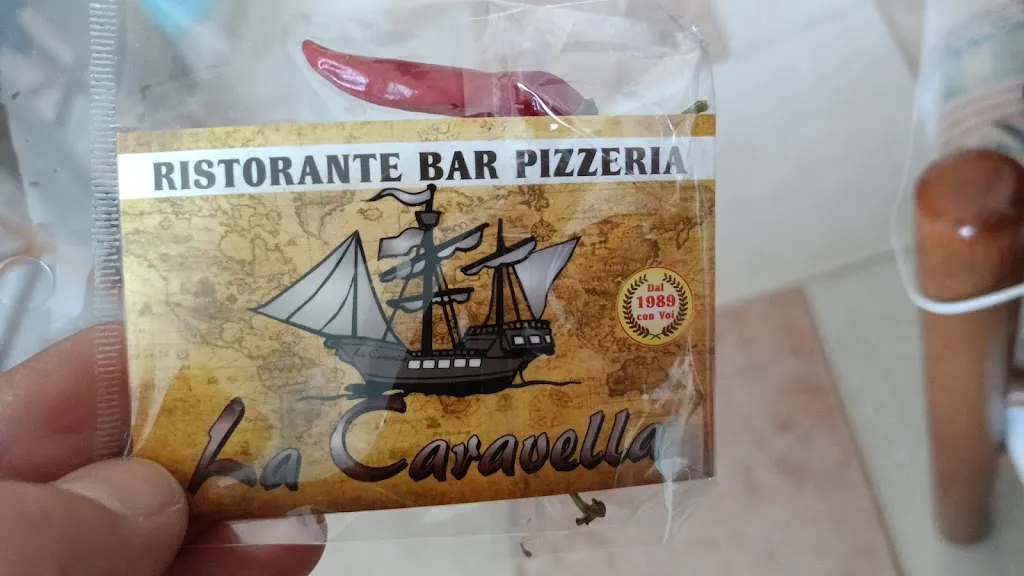 RISTORANTE BAR PIZZERIA
Dal
1989
con Voi
La Caravella